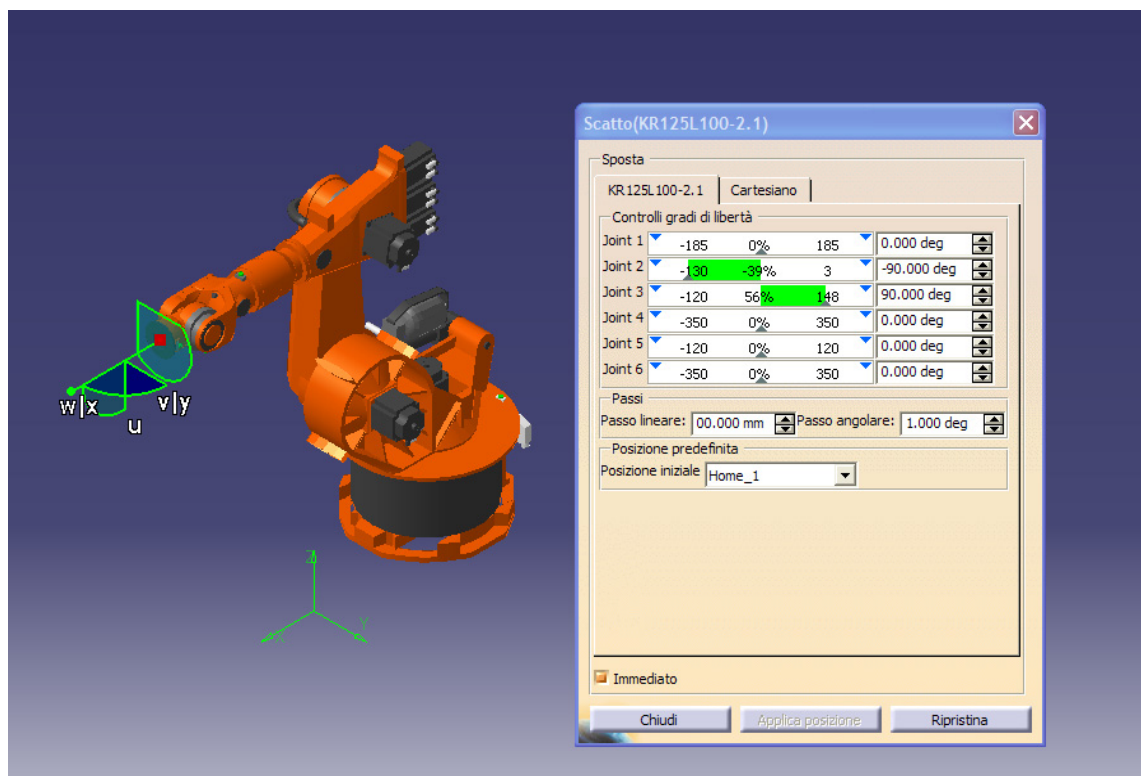 Scatto(KR125L100-2.1)
Sposta
KR125L100-2.1 Cartesiano
Controlli gradi di libertà
Joint 1 -185 0% 185 0.000 deg
Joint 2 -130 -39% 3 -90.000 deg
Joint 3 -120 56% 148 90.000 deg
Joint 4 -350 0% 350 0.000 deg
Joint 5 -120 0% 120 0.000 deg
Joint 6 -350 0% 350 0.000 deg
Passi
Passo lineare: 00.000 mm Passo angolare: 1.000 deg
Posizione predefinita
Posizione iniziale Home_1
Immediato
Chiudi Applica posizione Ripristina
w|x v|y
u
Z
X Y